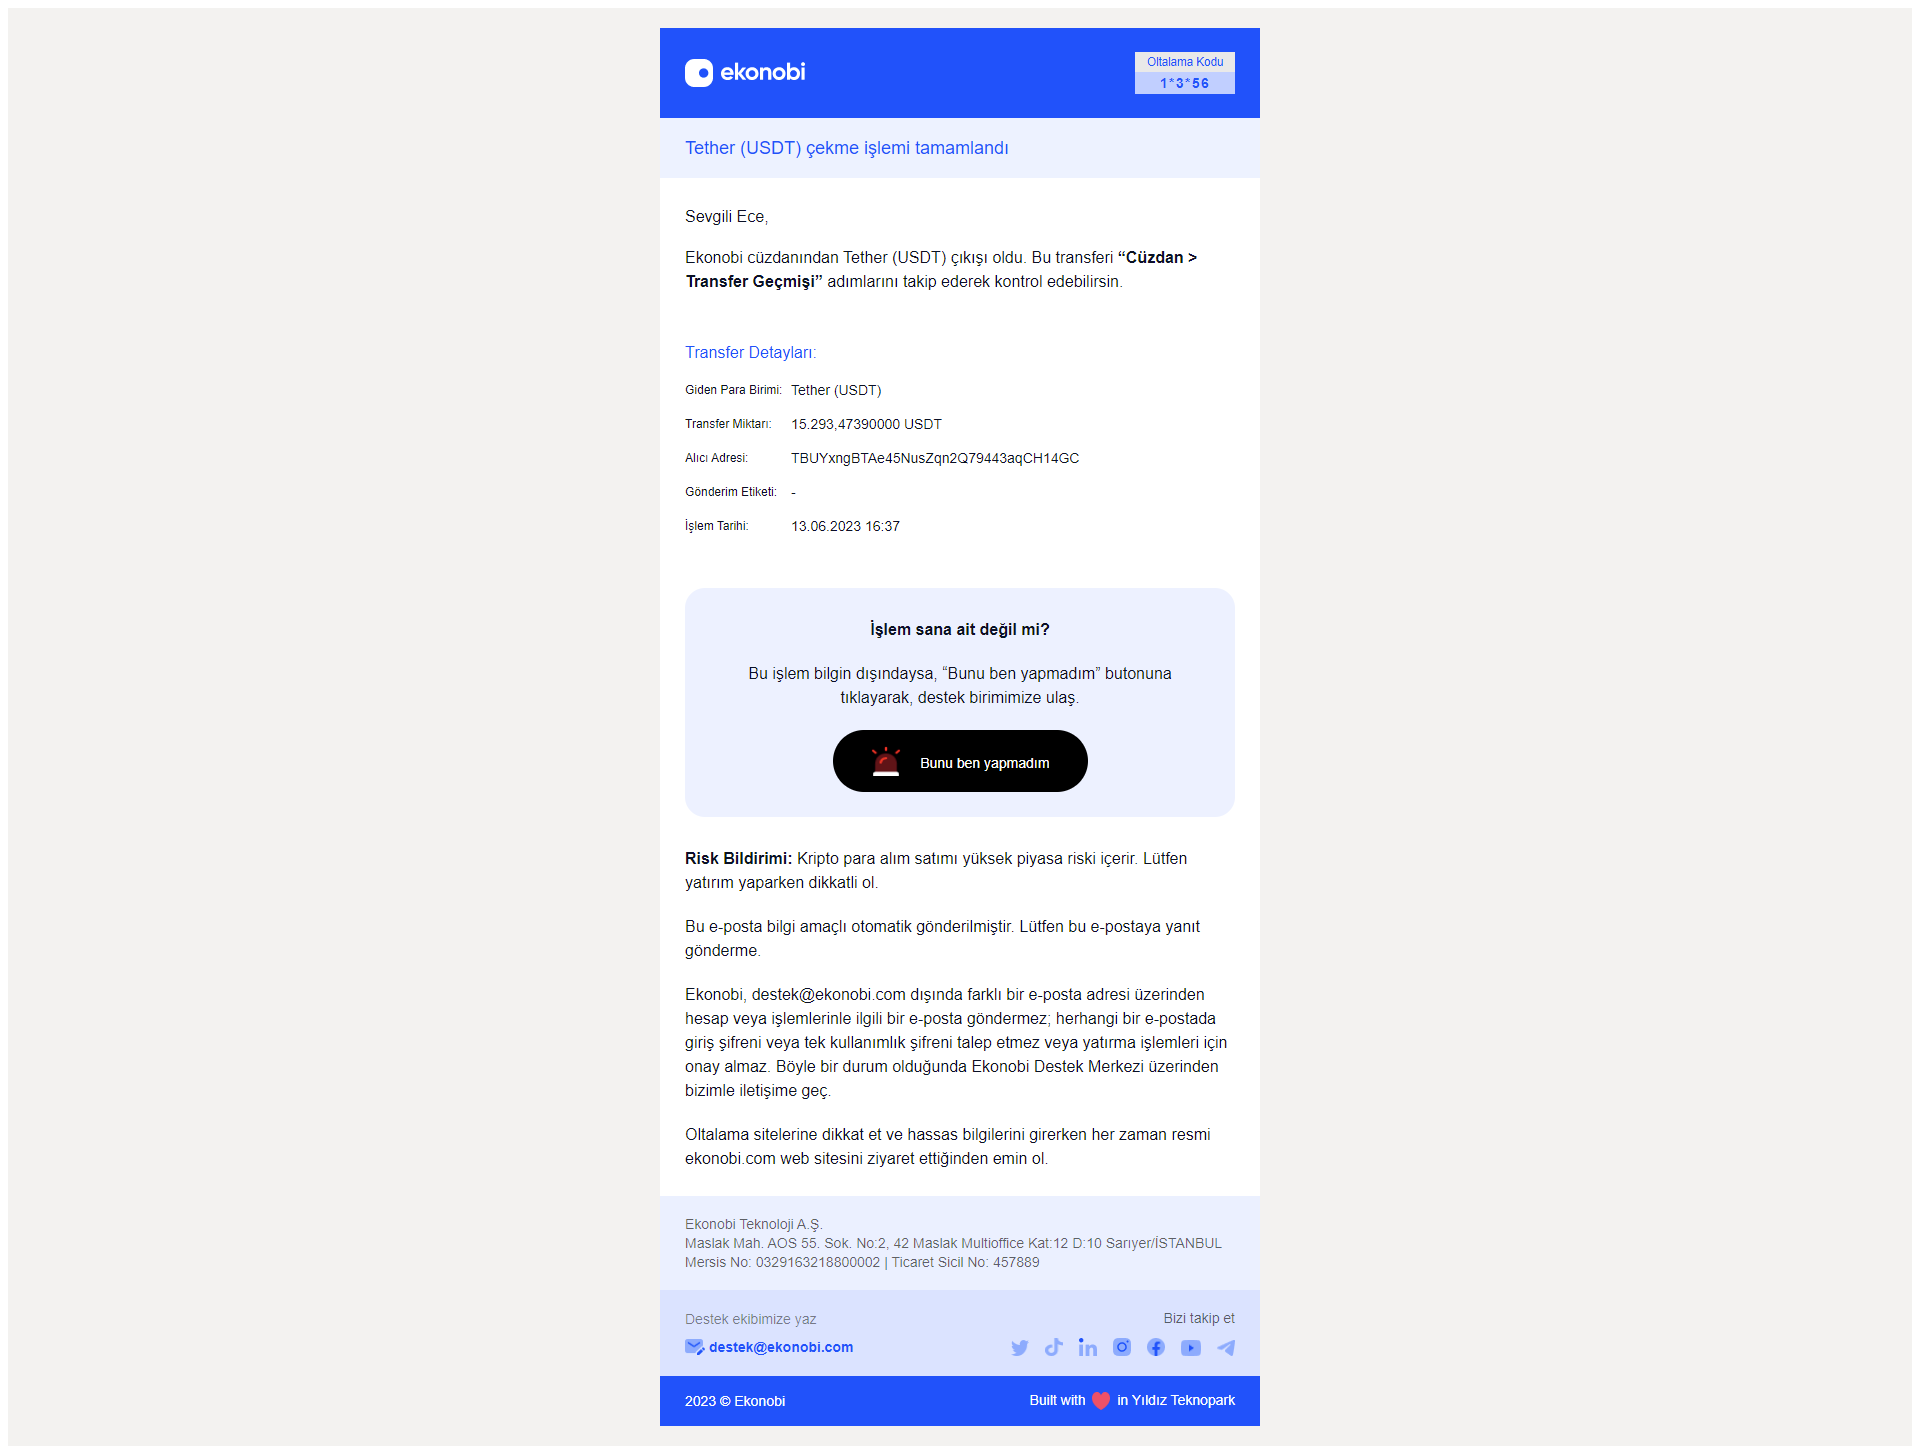 ekonobi
Oltalama Kodu
1*3*56
Tether (USDT) çekme işlemi tamamlandı
Sevgili Ece,
Ekonobi cüzdanından Tether (USDT) çıkışı oldu. Bu transferi “Cüzdan >
Transfer Geçmişi” adımlarını takip ederek kontrol edebilirsin.
Transfer Detayları:
Giden Para Birimi: Tether (USDT)
Transfer Miktarı: 15.293,47390000 USDT
Alıcı Adresi: TBUYxngBTAe45NusZqn2Q79443aqCH14GC
Gönderim Etiketi: -
İşlem Tarihi: 13.06.2023 16:37
İşlem sana ait değil mi?
Bu işlem bilgin dışındaysa, “Bunu ben yapmadım” butonuna
tıklayarak, destek birimimize ulaş.
Bunu ben yapmadım
Risk Bildirimi: Kripto para alım satımı yüksek piyasa riski içerir. Lütfen
yatırım yaparken dikkatli ol.
Bu e-posta bilgi amaçlı otomatik gönderilmiştir. Lütfen bu e-postaya yanıt
gönderme.
Ekonobi, destek@ekonobi.com dışında farklı bir e-posta adresi üzerinden
hesap veya işlemlerinle ilgili bir e-posta göndermez; herhangi bir e-postada
giriş şifreni veya tek kullanımlık şifreni talep etmez veya yatırma işlemleri için
onay almaz. Böyle bir durum olduğunda Ekonobi Destek Merkezi üzerinden
bizimle iletişime geç.
Oltalama sitelerine dikkat et ve hassas bilgilerini girerken her zaman resmi
ekonobi.com web sitesini ziyaret ettiğinden emin ol.
Ekonobi Teknoloji A.Ş.
Maslak Mah. AOS 55. Sok. No:2, 42 Maslak Multioffice Kat:12 D:10 Sarıyer/İSTANBUL
Mersis No: 0329163218800002 | Ticaret Sicil No: 457889
Destek ekibimize yaz
Bizi takip et
destek@ekonobi.com
2023 © Ekonobi
Built with in Yıldız Teknopark